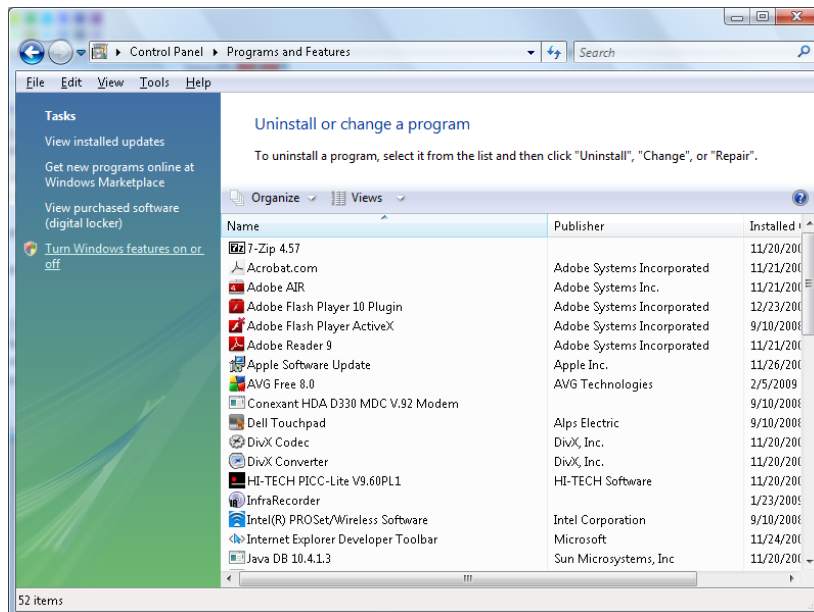 Control Panel Programs and Features Search
File Edit View Tools Help
Tasks
View installed updates
Get new programs online at
Windows Marketplace
View purchased software
(digital locker)
Turn Windows features on or
off
Uninstall or change a program
To uninstall a program, select it from the list and then click "Uninstall", "Change", or "Repair".
Organize Views
Name Publisher Installed
7-Zip 4.57 11/20/200
Acrobat.com Adobe Systems Incorporated 11/21/200
Adobe AIR Adobe Systems Inc. 11/21/200
Adobe Flash Player 10 Plugin Adobe Systems Incorporated 12/23/200
Adobe Flash Player ActiveX Adobe Systems Incorporated 9/10/2008
Adobe Reader 9 Adobe Systems Incorporated 11/21/200
Apple Software Update Apple Inc. 11/26/200
AVG Free 8.0 AVG Technologies 2/5/2009
Conexant HDA D330 MDC V.92 Modem 9/10/2008
Dell Touchpad Alps Electric 9/10/2008
DivX Codec DivX, Inc. 11/20/200
DivX Converter DivX, Inc. 11/20/200
HI-TECH PICC-Lite V9.60PL1 HI-TECH Software 11/20/200
InfraRecorder 1/23/2009
Intel(R) PROSet/Wireless Software Intel Corporation 9/10/2008
Internet Explorer Developer Toolbar Microsoft 11/24/200
Java DB 10.4.1.3 Sun Microsystems, Inc 11/20/200
52 items